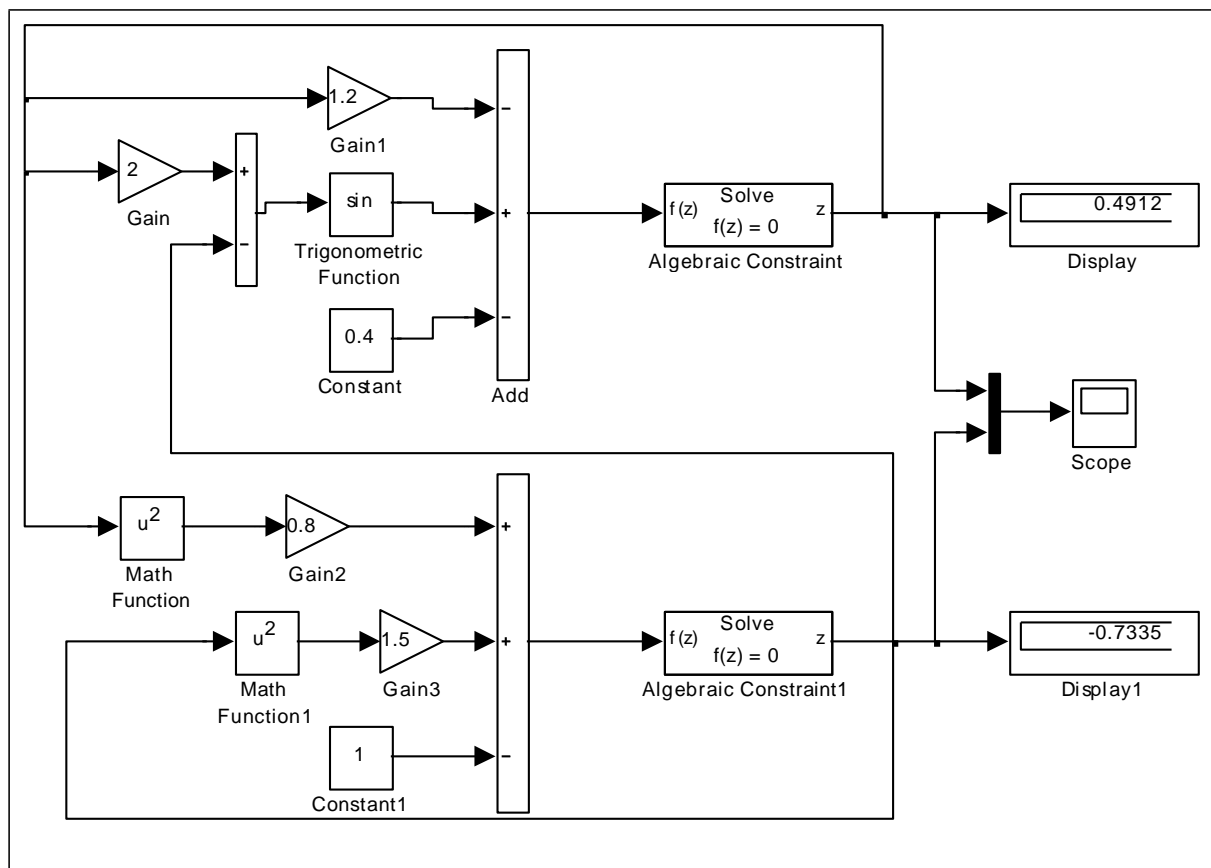 1.2
-
Gain1
2
+
-
Gain
sin
+
Trigonometric
Function
0.4
-
Constant
Add
f(z)
Solve
f(z) = 0
z
Algebraic Constraint
0.4912
Display
Scope
u2
Math
Function
0.8
Gain2
+
u2
Math
Function1
1.5
Gain3
+
1
-
Constant1
f(z)
Solve
f(z) = 0
z
Algebraic Constraint1
-0.7335
Display1